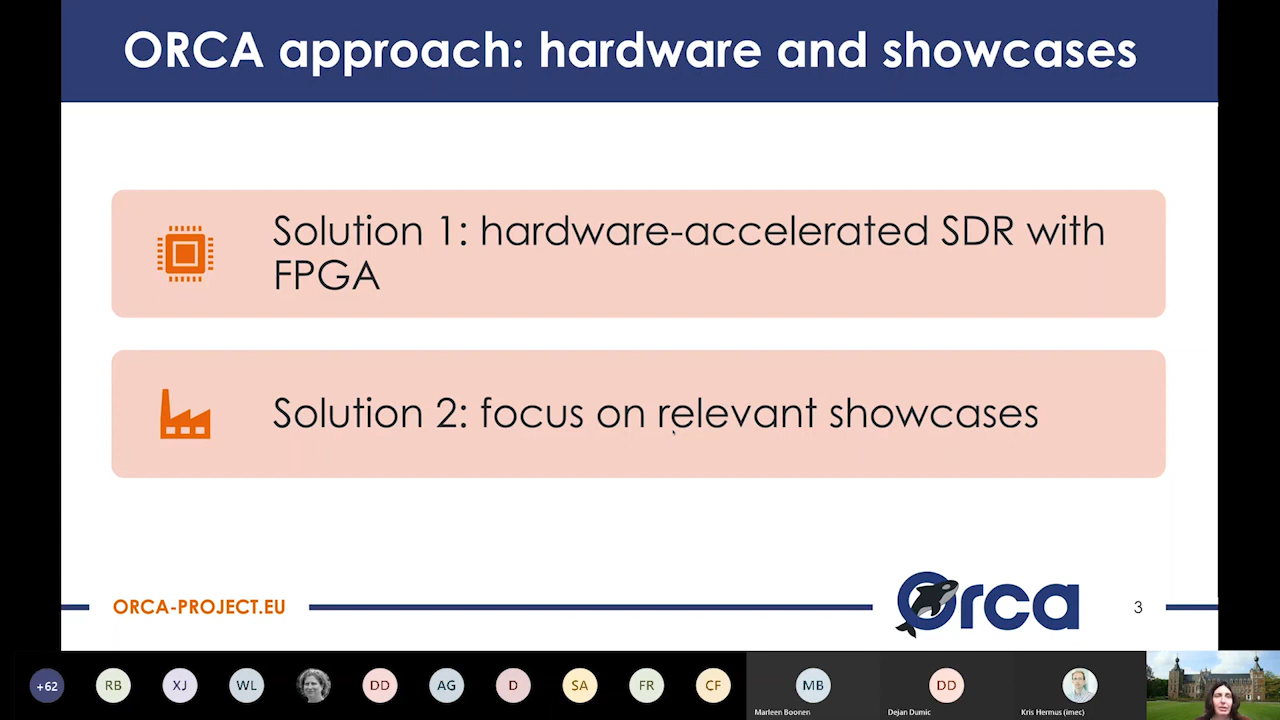 ORCA approach: hardware and showcases
Solution 1: hardware-accelerated SDR with
FPGA
Solution 2: focus on relevant showcases
ORCA-PROJECT.EU
Orca
3
+62
RB
XJ
WL
DD
AG
D
SA
FR
CF
MB
DD
Marleen Boonen
Dejan Dumic
Kris Hermus (imec)